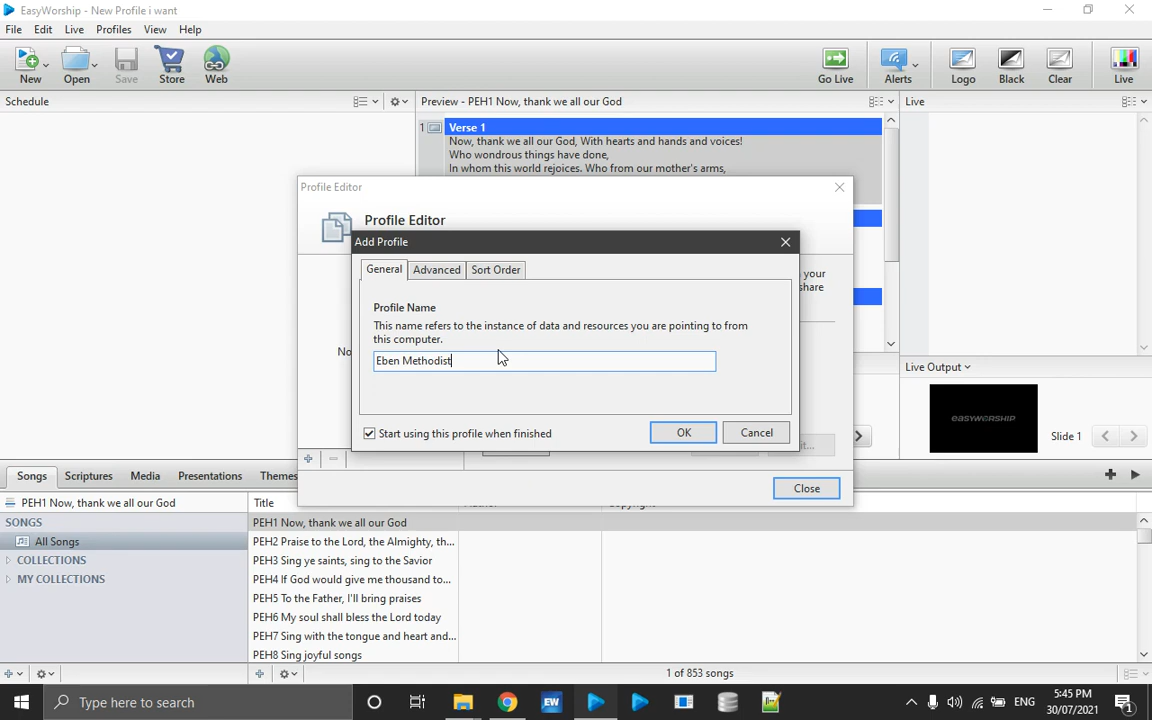 EasyWorship - New Profile i want
File Edit Live Profiles View Help
New Open Save Store Web Go Live Alerts Logo Black Clear Live
Schedule
Preview - PEH1 Now, thank we all our God
Live
1 Verse 1
Now, thank we all our God, With hearts and hands and voices!
Who wondrous things have done,
In whom this world rejoices. Who from our mother's arms,
Profile Editor
Profile Editor
Add Profile
General Advanced Sort Order
your
share
Profile Name
This name refers to the instance of data and resources you are pointing to from
this computer.
No
Eben Methodist
Live Output
EASYWORSHIP
Slide 1
Start using this profile when finished
OK Cancel
Close
Songs Scriptures Media Presentations Themes
PEH1 Now, thank we all our God
Title
SONGS
All Songs
COLLECTIONS
MY COLLECTIONS
PEH1 Now, thank we all our God
PEH2 Praise to the Lord, the Almighty, th...
PEH3 Sing ye saints, sing to the Savior
PEH4 If God would give me thousand to...
PEH5 To the Father, I'll bring praises
PEH6 My soul shall bless the Lord today
PEH7 Sing with the tongue and heart and...
PEH8 Sing joyful songs
1 of 853 songs
Type here to search
EW
ENG
5:45 PM
30/07/2021
1